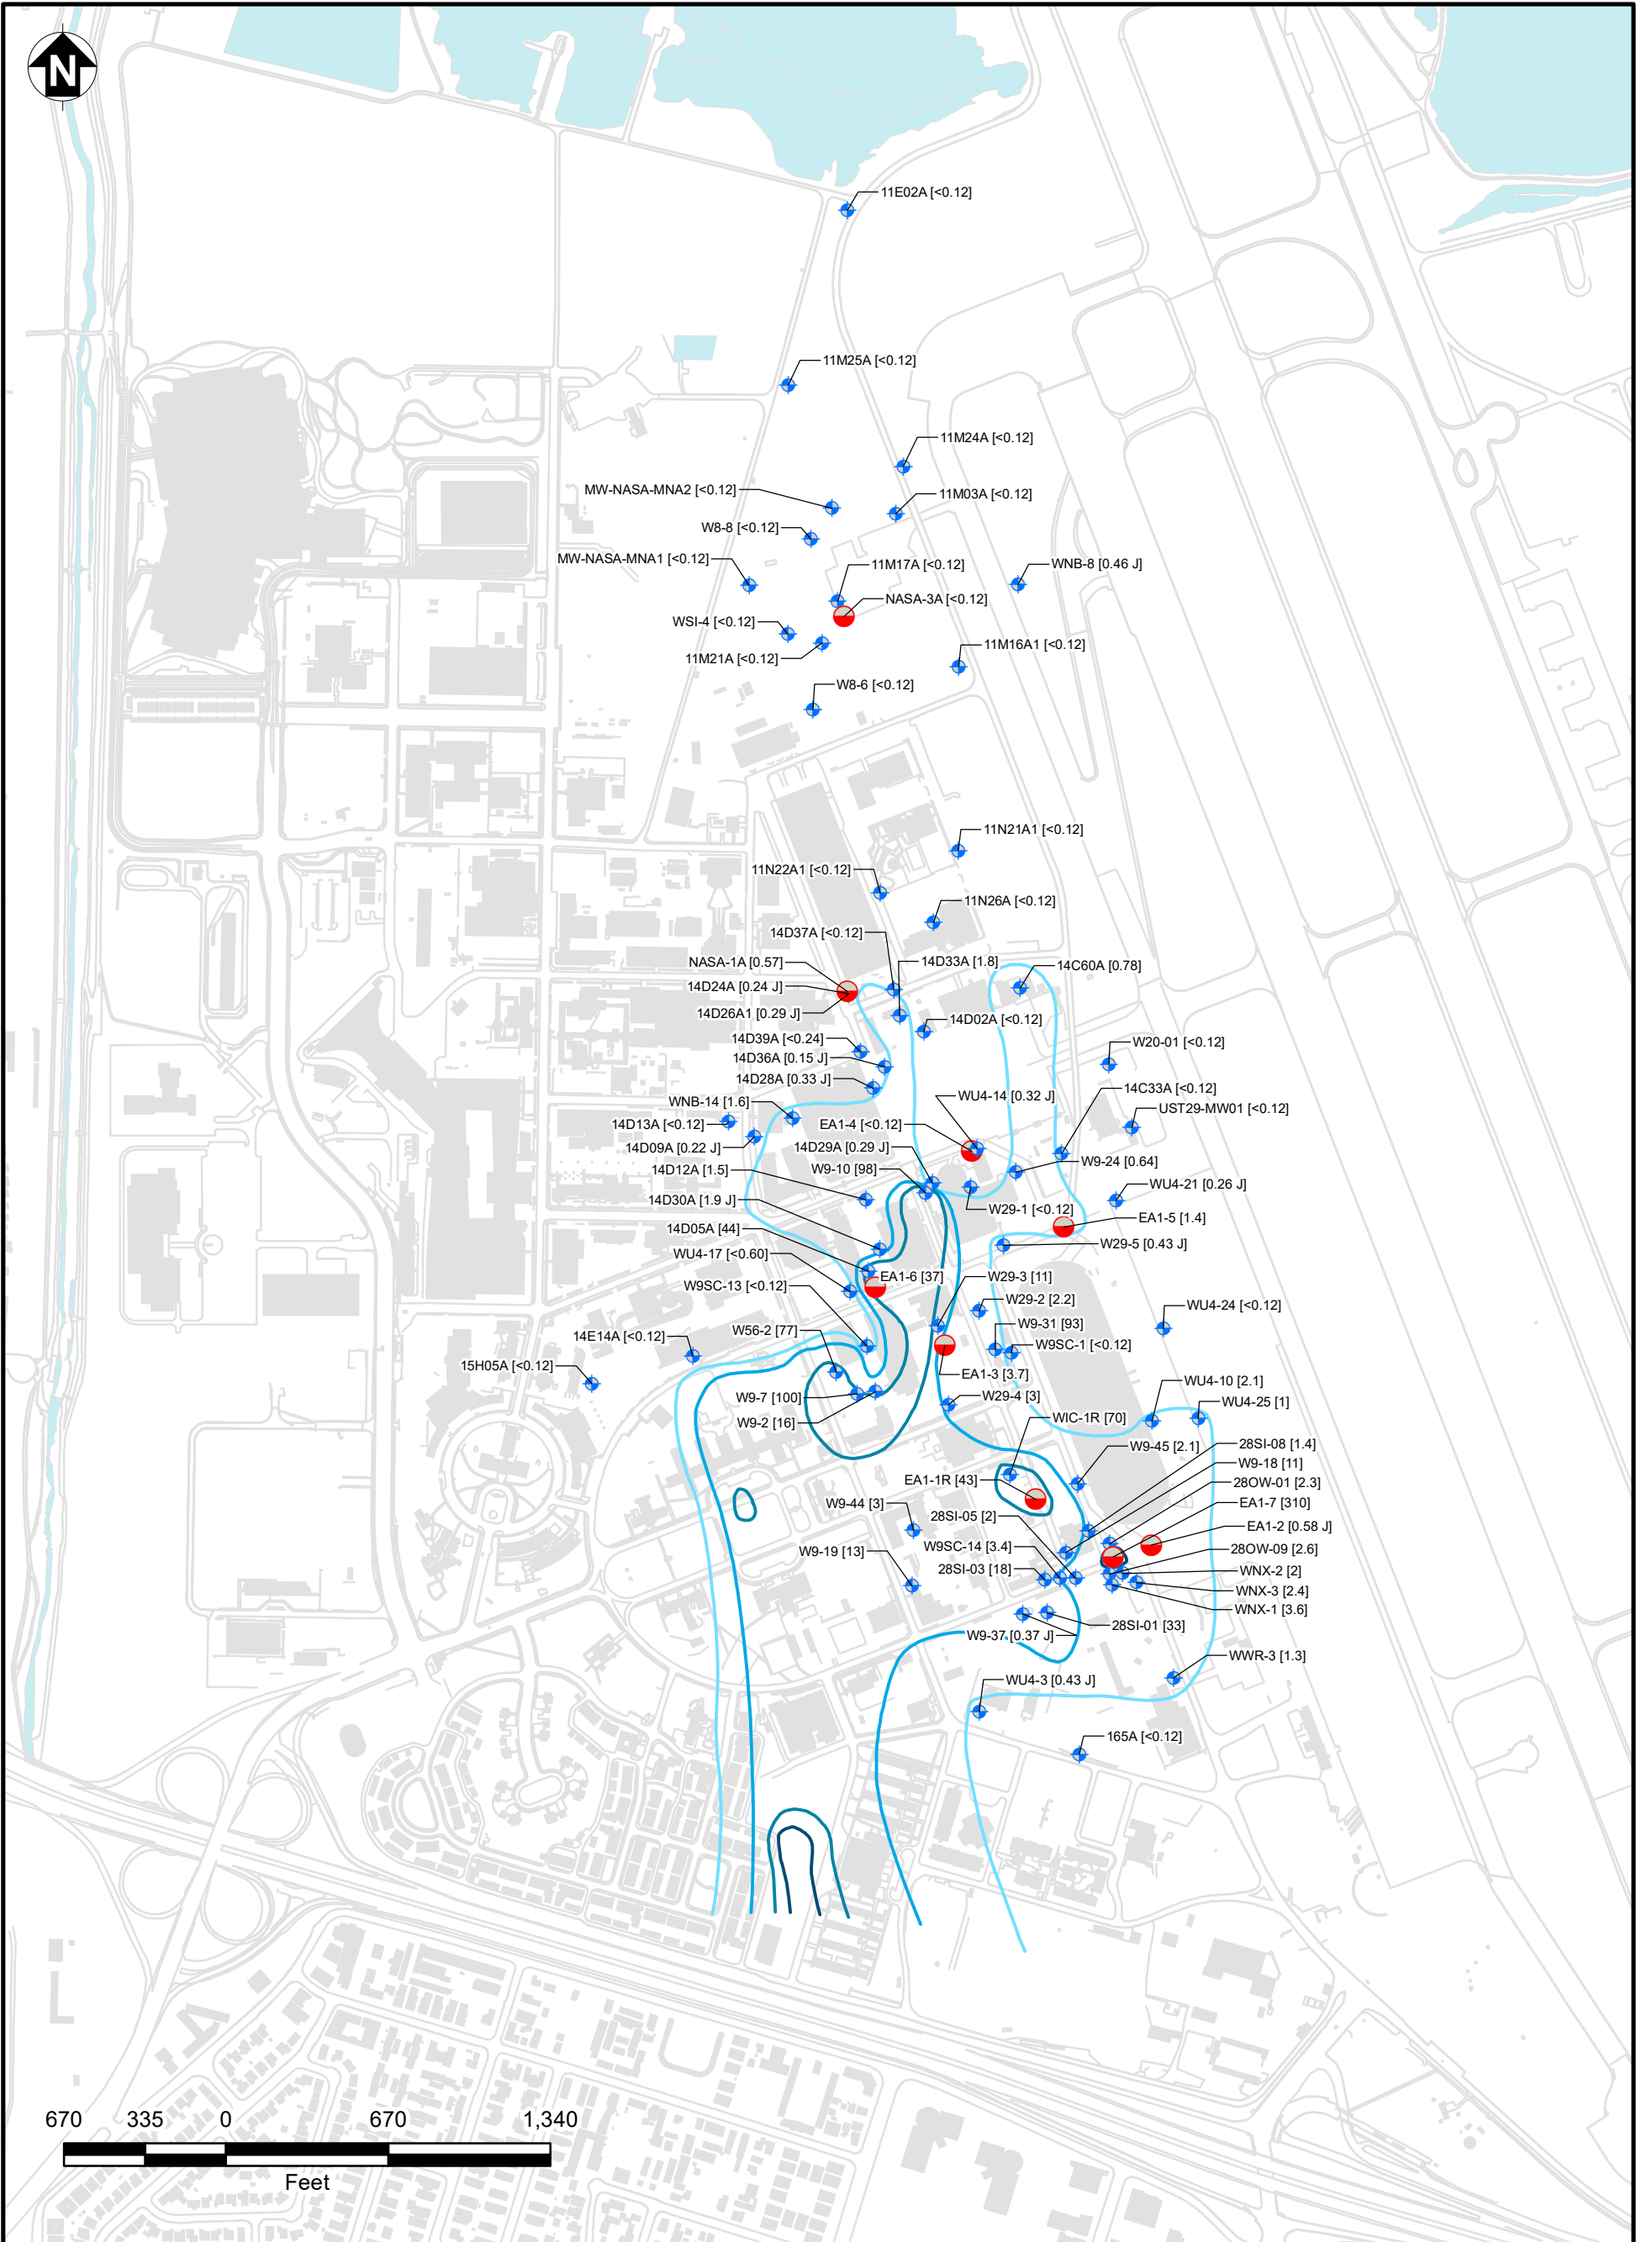 N
11E02A [<0.12]
11M25A [<0.12]
11M24A [<0.12]
MW-NASA-MNA2 [<0.12]
11M03A [<0.12]
W8-8 [<0.12]
MW-NASA-MNA1 [<0.12]
11M17A [<0.12]
WNB-8 [0.46 J]
NASA-3A [<0.12]
WSI-4 [<0.12]
11M21A [<0.12]
11M16A1 [<0.12]
W8-6 [<0.12]
11N21A1 [<0.12]
11N22A1 [<0.12]
11N26A [<0.12]
14D37A [<0.12]
NASA-1A [0.57]
14D33A [1.8]
14C60A [0.78]
14D24A [0.24 J]
14D26A1 [0.29 J]
14D02A [<0.12]
14D39A [<0.24]
W20-01 [<0.12]
14D36A [0.15 J]
14D28A [0.33 J]
14C33A [<0.12]
WU4-14 [0.32 J]
WNB-14 [1.6]
UST29-MW01 [<0.12]
14D13A [<0.12]
EA1-4 [<0.12]
14D09A [0.22 J]
14D29A [0.29 J]
W9-24 [0.64]
14D12A [1.5]
W9-10 [98]
WU4-21 [0.26 J]
14D30A [1.9 J]
W29-1 [<0.12]
EA1-5 [1.4]
14D05A [44]
W29-5 [0.43 J]
WU4-17 [<0.60]
EA1-6 [37]
W29-3 [11]
W9SC-13 [<0.12]
W29-2 [2.2]
WU4-24 [<0.12]
W9-31 [93]
14E14A [<0.12]
W56-2 [77]
W9SC-1 [<0.12]
15H05A [<0.12]
EA1-3 [3.7]
WU4-10 [2.1]
W9-7 [100]
W29-4 [3]
WU4-25 [1]
W9-2 [16]
WIC-1R [70]
W9-45 [2.1]
28SI-08 [1.4]
W9-18 [11]
EA1-1R [43]
28OW-01 [2.3]
W9-44 [3]
EA1-7 [310]
28SI-05 [2]
EA1-2 [0.58 J]
W9SC-14 [3.4]
28OW-09 [2.6]
W9-19 [13]
28SI-03 [18]
WNX-2 [2]
WNX-3 [2.4]
WNX-1 [3.6]
28SI-01 [33]
W9-37 [0.37 J]
WWR-3 [1.3]
WU4-3 [0.43 J]
165A [<0.12]
670 335 0 670 1,340
Feet